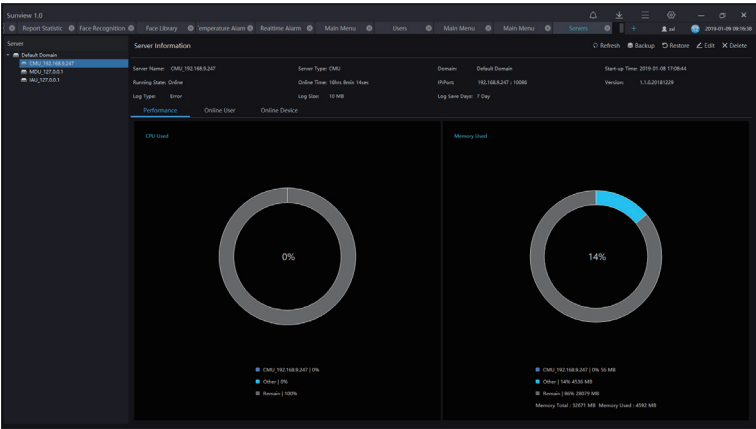 Sunview 1.0
Report Statistic Face Recognition Face Library Temperature Alarm Realtime Alarm Main Menu Users Main Menu Main Menu Servers + zxl 2019-01-09 09:16:38
Server
Server Information
Refresh Backup Restore Edit Delete
Default Domain
CMU_192.168.9.247
MDU_127.0.0.1
IAU_127.0.0.1
Server Name: CMU_192.168.9.247 Server Type: CMU Domain: Default Domain Start-up Time: 2019-01-08 17:08:44
Running State: Online Online Time: 16hrs 8min 14sec IP/Port: 192.168.9.247 : 10086 Version: 1.1.0.20181229
Log Type: Error Log Size: 10 MB Log Save Days: 7 Day
Performance Online User Online Device
CPU Used Memory Used
0% 14%
CMU_192.168.9.247 | 0% CMU_192.168.9.247 | 0% 56 MB
Other | 0% Other | 14% 4536 MB
Remain | 100% Remain | 86% 28079 MB
Memory Total : 32671 MB Memory Used : 4592 MB